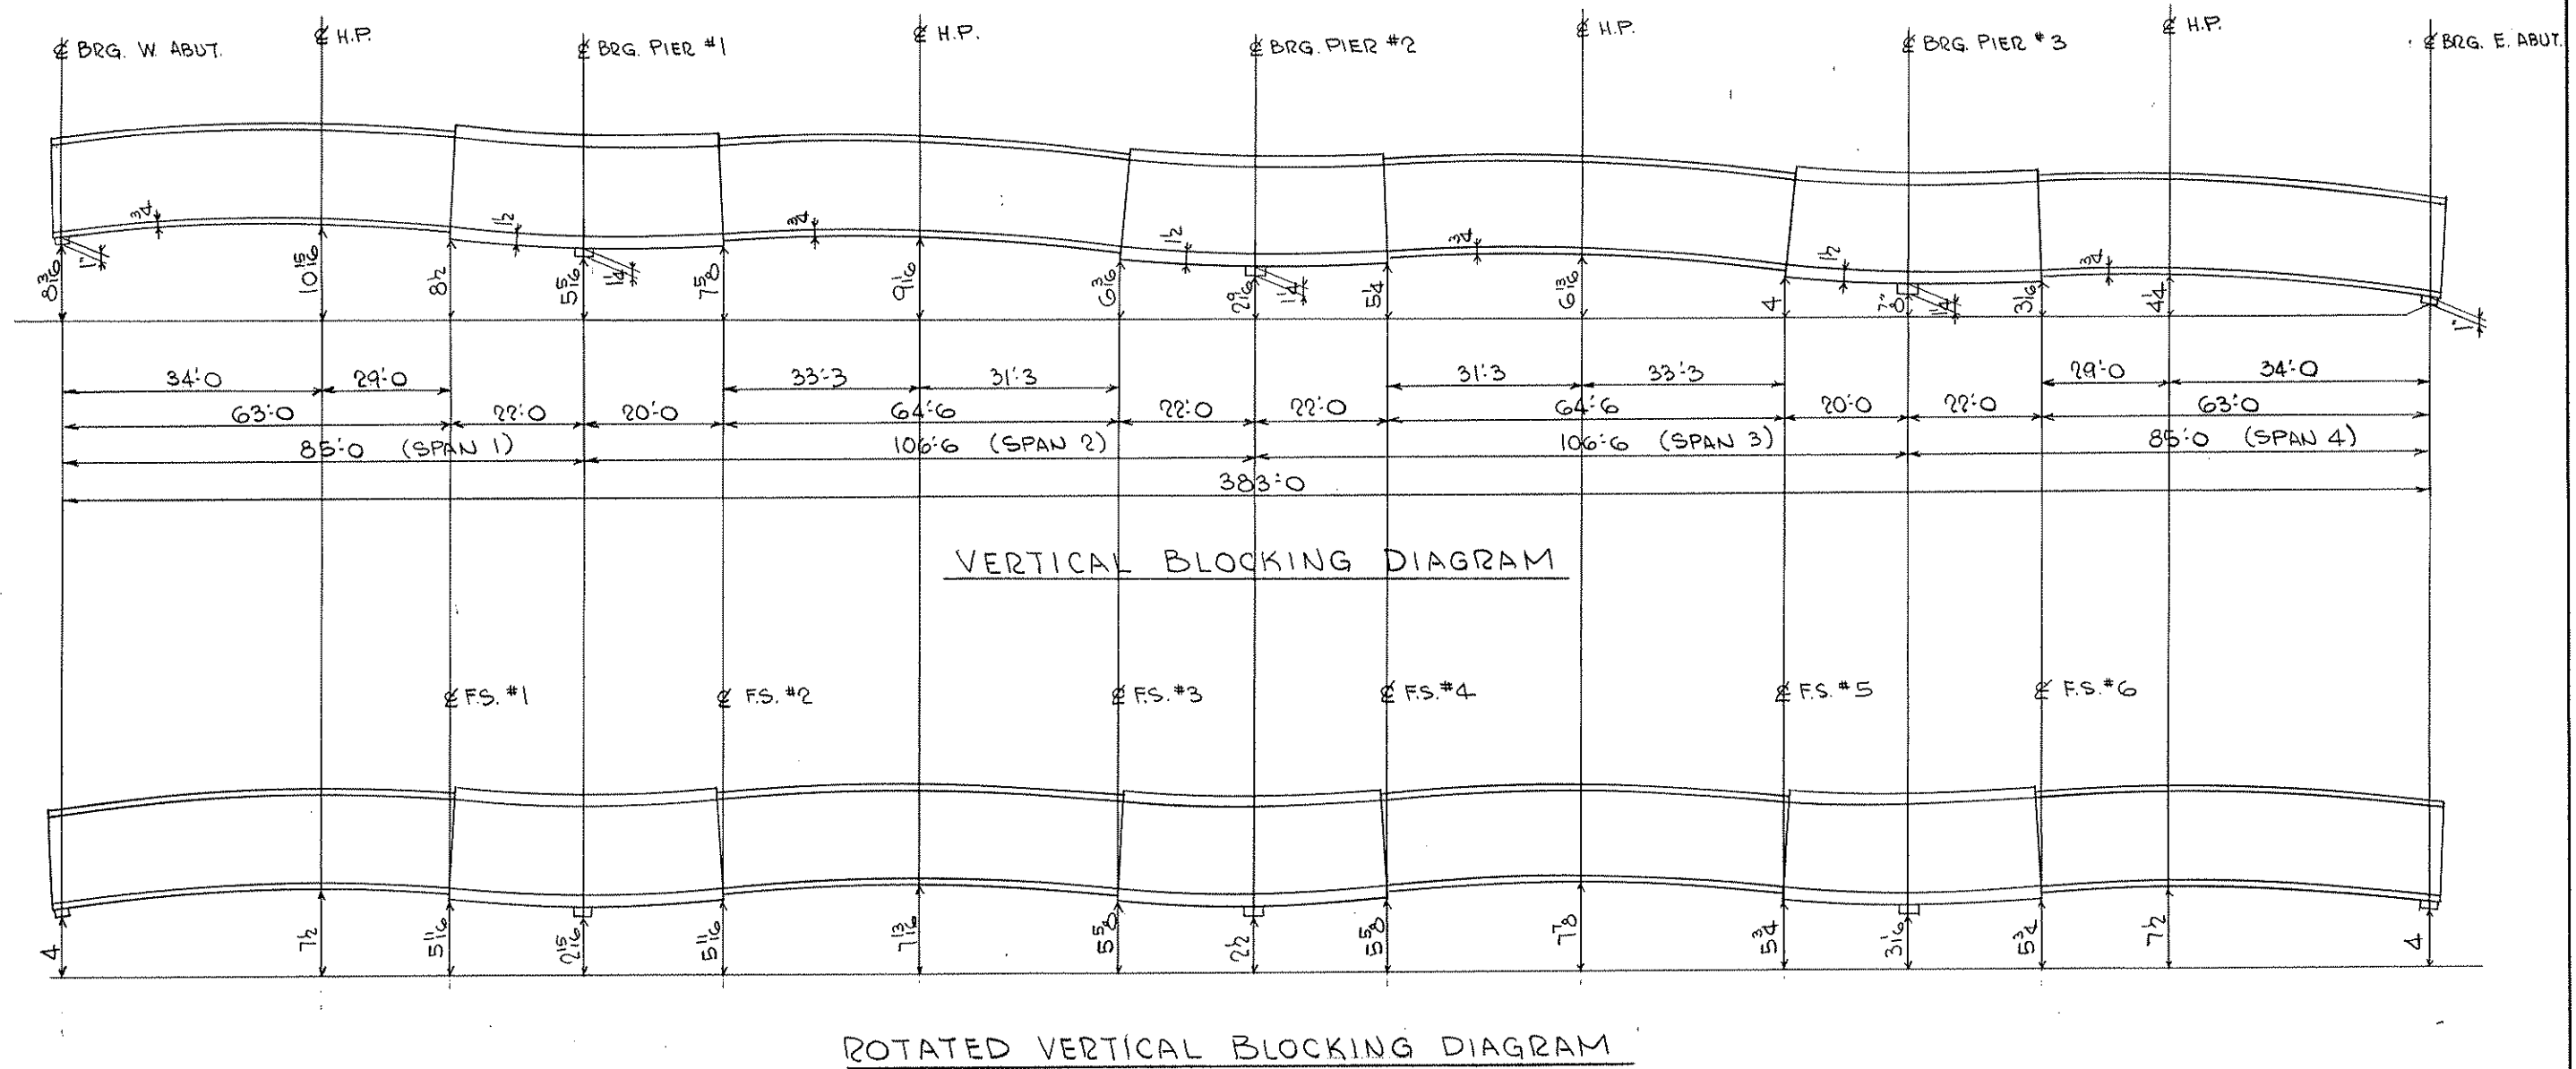 ℄ BRG. W. ABUT. ℄ H.P. ℄ BRG. PIER #1 ℄ H.P. ℄ BRG. PIER #2 ℄ H.P. ℄ BRG. PIER #3 ℄ H.P. ℄ BRG. E. ABUT.
3/4 1 1/2 3/4 1 1/2 3/4 1 1/2 3/4
1" 1 1/4 1 1/4 1 1/4 1"
8 3/16 10 15/16 8 1/2 5 5/16 7 5/8 9 1/16 6 3/16 2 9/16 5 1/4 6 13/16 4 7/8" 3 1/16 4 1/4
34'-0 29'-0 33'-3 31'-3 31'-3 33'-3 29'-0 34'-0
63'-0 22'-0 20'-0 64'-6 22'-0 22'-0 64'-6 20'-0 22'-0 63'-0
85'-0 (SPAN 1) 106'-6 (SPAN 2) 106'-6 (SPAN 3) 85'-0 (SPAN 4)
383'-0
VERTICAL BLOCKING DIAGRAM
℄ F.S. #1 ℄ F.S. #2 ℄ F.S. #3 ℄ F.S. #4 ℄ F.S. #5 ℄ F.S. #6
4 7 1/2 5 11/16 2 15/16 5 11/16 7 13/16 5 5/8 2 1/2 5 5/8 7 7/8 5 3/4 3 1/16 5 3/4 7 1/2 4
ROTATED VERTICAL BLOCKING DIAGRAM